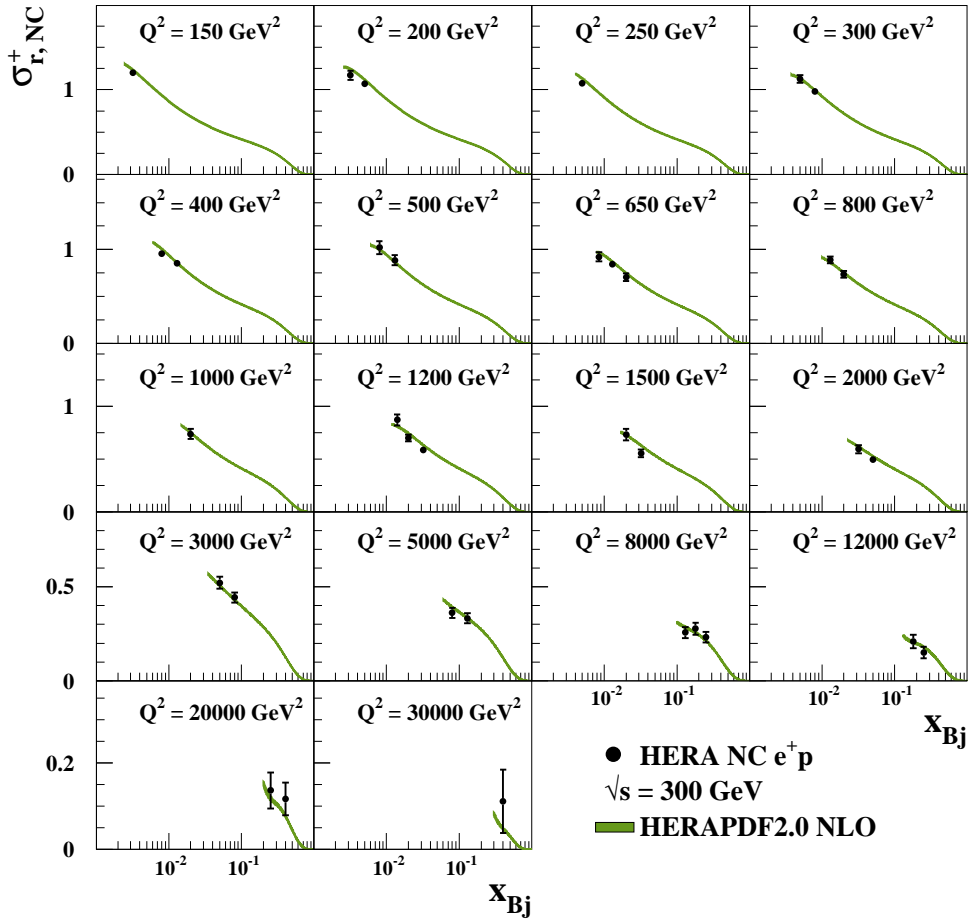 σ⁺r, NC
Q² = 150 GeV² Q² = 200 GeV² Q² = 250 GeV² Q² = 300 GeV²
1
0
Q² = 400 GeV² Q² = 500 GeV² Q² = 650 GeV² Q² = 800 GeV²
1
0
Q² = 1000 GeV² Q² = 1200 GeV² Q² = 1500 GeV² Q² = 2000 GeV²
1
0
Q² = 3000 GeV² Q² = 5000 GeV² Q² = 8000 GeV² Q² = 12000 GeV²
0.5
0
10⁻² 10⁻¹ 10⁻² 10⁻¹
xBj
Q² = 20000 GeV² Q² = 30000 GeV²
0.2
0
10⁻² 10⁻¹ 10⁻² 10⁻¹
xBj
HERA NC e⁺p
√s = 300 GeV
HERAPDF2.0 NLO